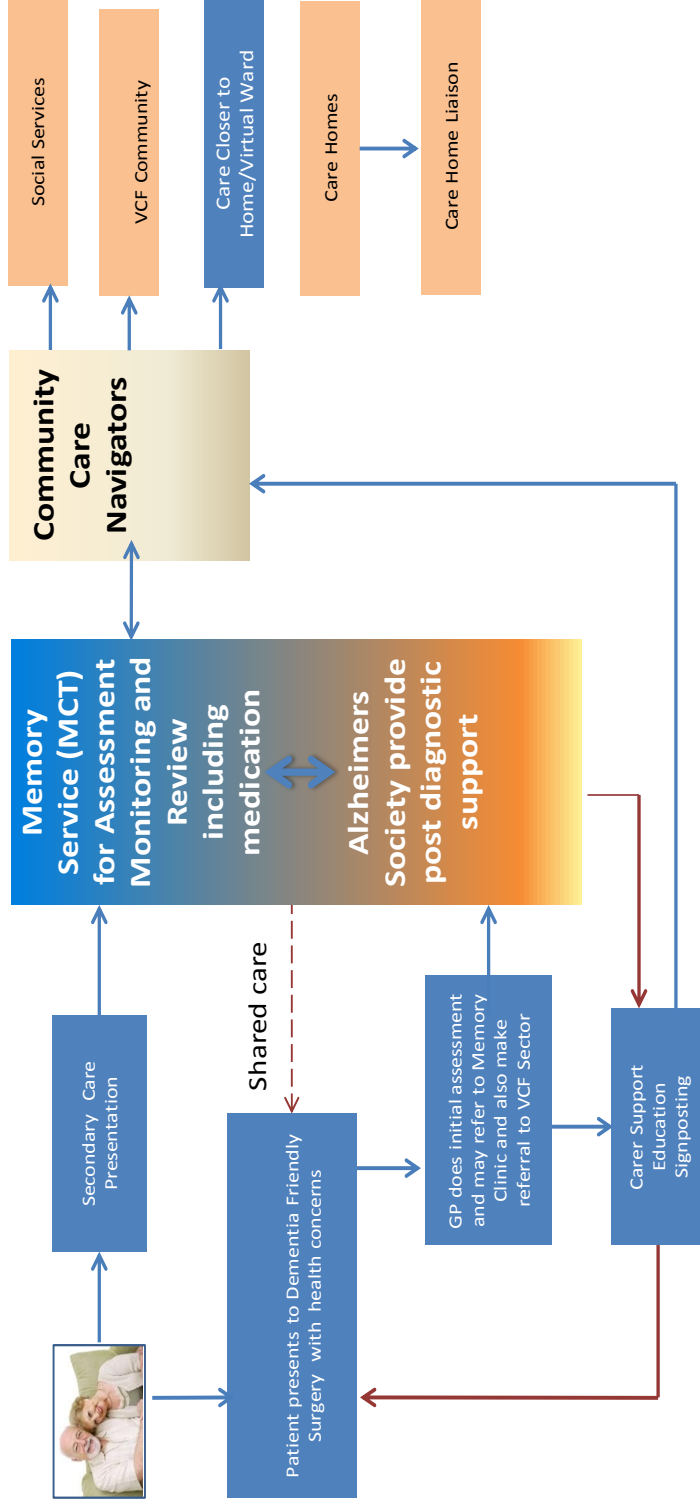 Secondary Care
Presentation
Patient presents to Dementia Friendly
Surgery with health concerns
Shared care
GP does initial assessment
and may refer to Memory
Clinic and also make
referral to VCF Sector
Carer Support
Education
Signposting
Memory
Service (MCT)
for Assessment
Monitoring and
Review
including
medication
Alzheimers
Society provide
post diagnostic
support
Community
Care
Navigators
Social Services
VCF Community
Care Closer to
Home/Virtual Ward
Care Homes
Care Home Liaison